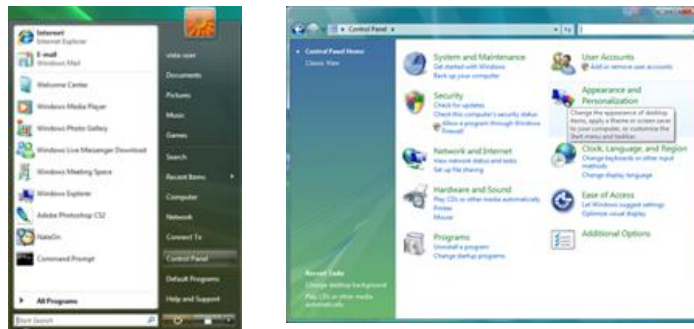 Internet
Internet Explorer
E-mail
Windows Mail
Welcome Center
Windows Media Player
Windows Photo Gallery
Windows Live Messenger Download
Windows Meeting Space
Windows Explorer
Adobe Photoshop CS2
NateOn
Command Prompt
All Programs
Start Search
vista user
Documents
Pictures
Music
Games
Search
Recent Items
Computer
Network
Connect To
Control Panel
Default Programs
Help and Support
Control Panel
Control Panel Home
Classic View
System and Maintenance
Get started with Windows
Back up your computer
Security
Check for updates
Check this computer's security status
Allow a program through Windows
Firewall
Network and Internet
View network status and tasks
Set up file sharing
Hardware and Sound
Play CDs or other media automatically
Printer
Mouse
Programs
Uninstall a program
Change startup programs
User Accounts
Add or remove user accounts
Appearance and
Personalization
Change the appearance of desktop
items, apply a theme or screen saver
to your computer, or customize the
Start menu and taskbar.
Clock, Language, and Region
Change keyboards or other input
methods
Change display language
Ease of Access
Let Windows suggest settings
Optimize visual display
Additional Options
Recent Tasks
Change desktop background
Play CDs or other media
automatically